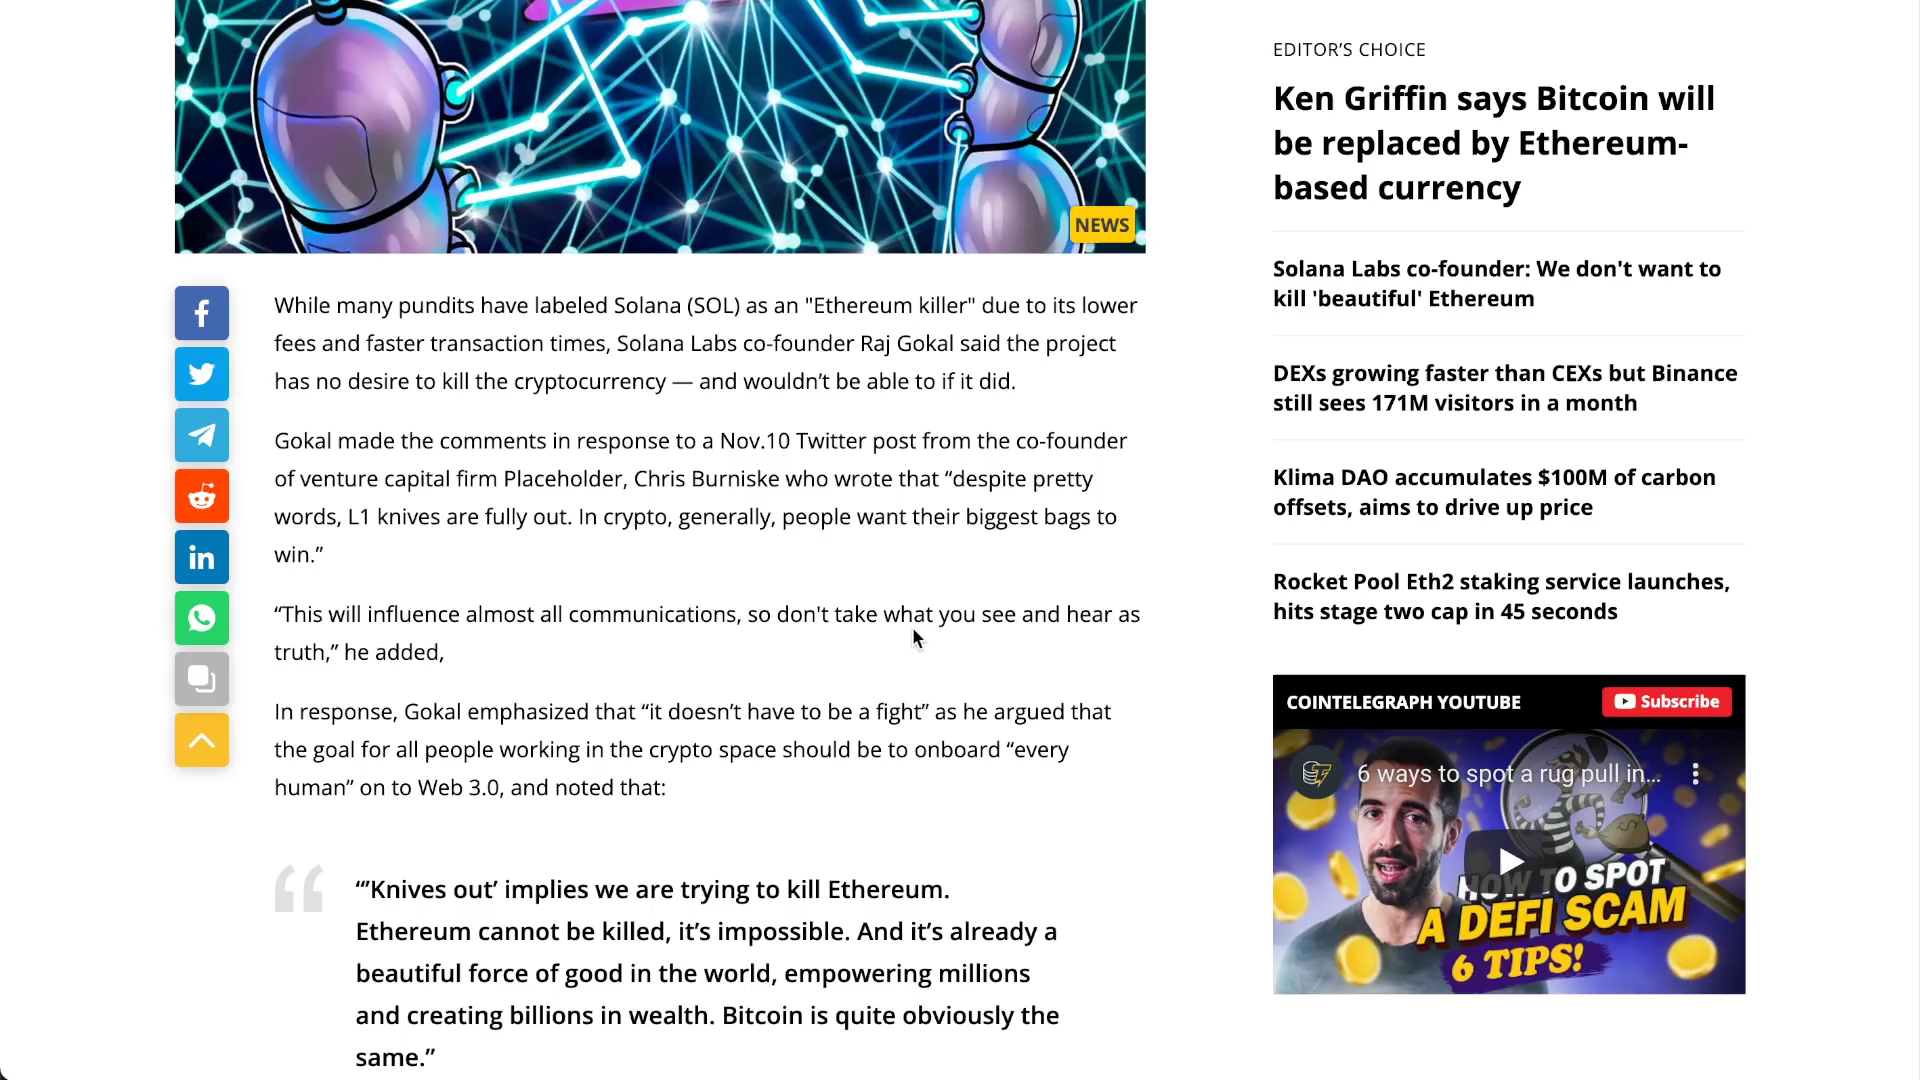 NEWS
While many pundits have labeled Solana (SOL) as an "Ethereum killer" due to its lower
fees and faster transaction times, Solana Labs co-founder Raj Gokal said the project
has no desire to kill the cryptocurrency — and wouldn’t be able to if it did.
Gokal made the comments in response to a Nov.10 Twitter post from the co-founder
of venture capital firm Placeholder, Chris Burniske who wrote that “despite pretty
words, L1 knives are fully out. In crypto, generally, people want their biggest bags to
win.”
“This will influence almost all communications, so don't take what you see and hear as
truth,” he added,
In response, Gokal emphasized that “it doesn’t have to be a fight” as he argued that
the goal for all people working in the crypto space should be to onboard “every
human” on to Web 3.0, and noted that:
“’Knives out’ implies we are trying to kill Ethereum.
Ethereum cannot be killed, it’s impossible. And it’s already a
beautiful force of good in the world, empowering millions
and creating billions in wealth. Bitcoin is quite obviously the
same.”
EDITOR’S CHOICE
Ken Griffin says Bitcoin will
be replaced by Ethereum-
based currency
Solana Labs co-founder: We don't want to
kill 'beautiful' Ethereum
DEXs growing faster than CEXs but Binance
still sees 171M visitors in a month
Klima DAO accumulates $100M of carbon
offsets, aims to drive up price
Rocket Pool Eth2 staking service launches,
hits stage two cap in 45 seconds
COINTELEGRAPH YOUTUBE
Subscribe
6 ways to spot a rug pull in...
HOW TO SPOT
A DEFI SCAM
6 TIPS!